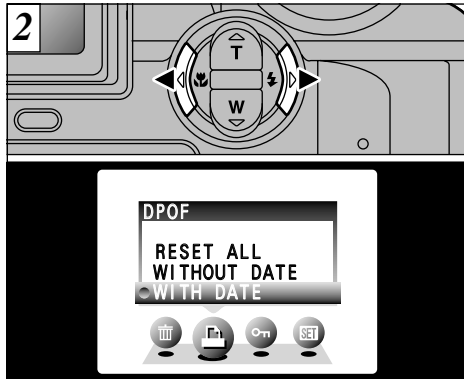 2
T
W
DPOF
RESET ALL
WITHOUT DATE
WITH DATE
SET